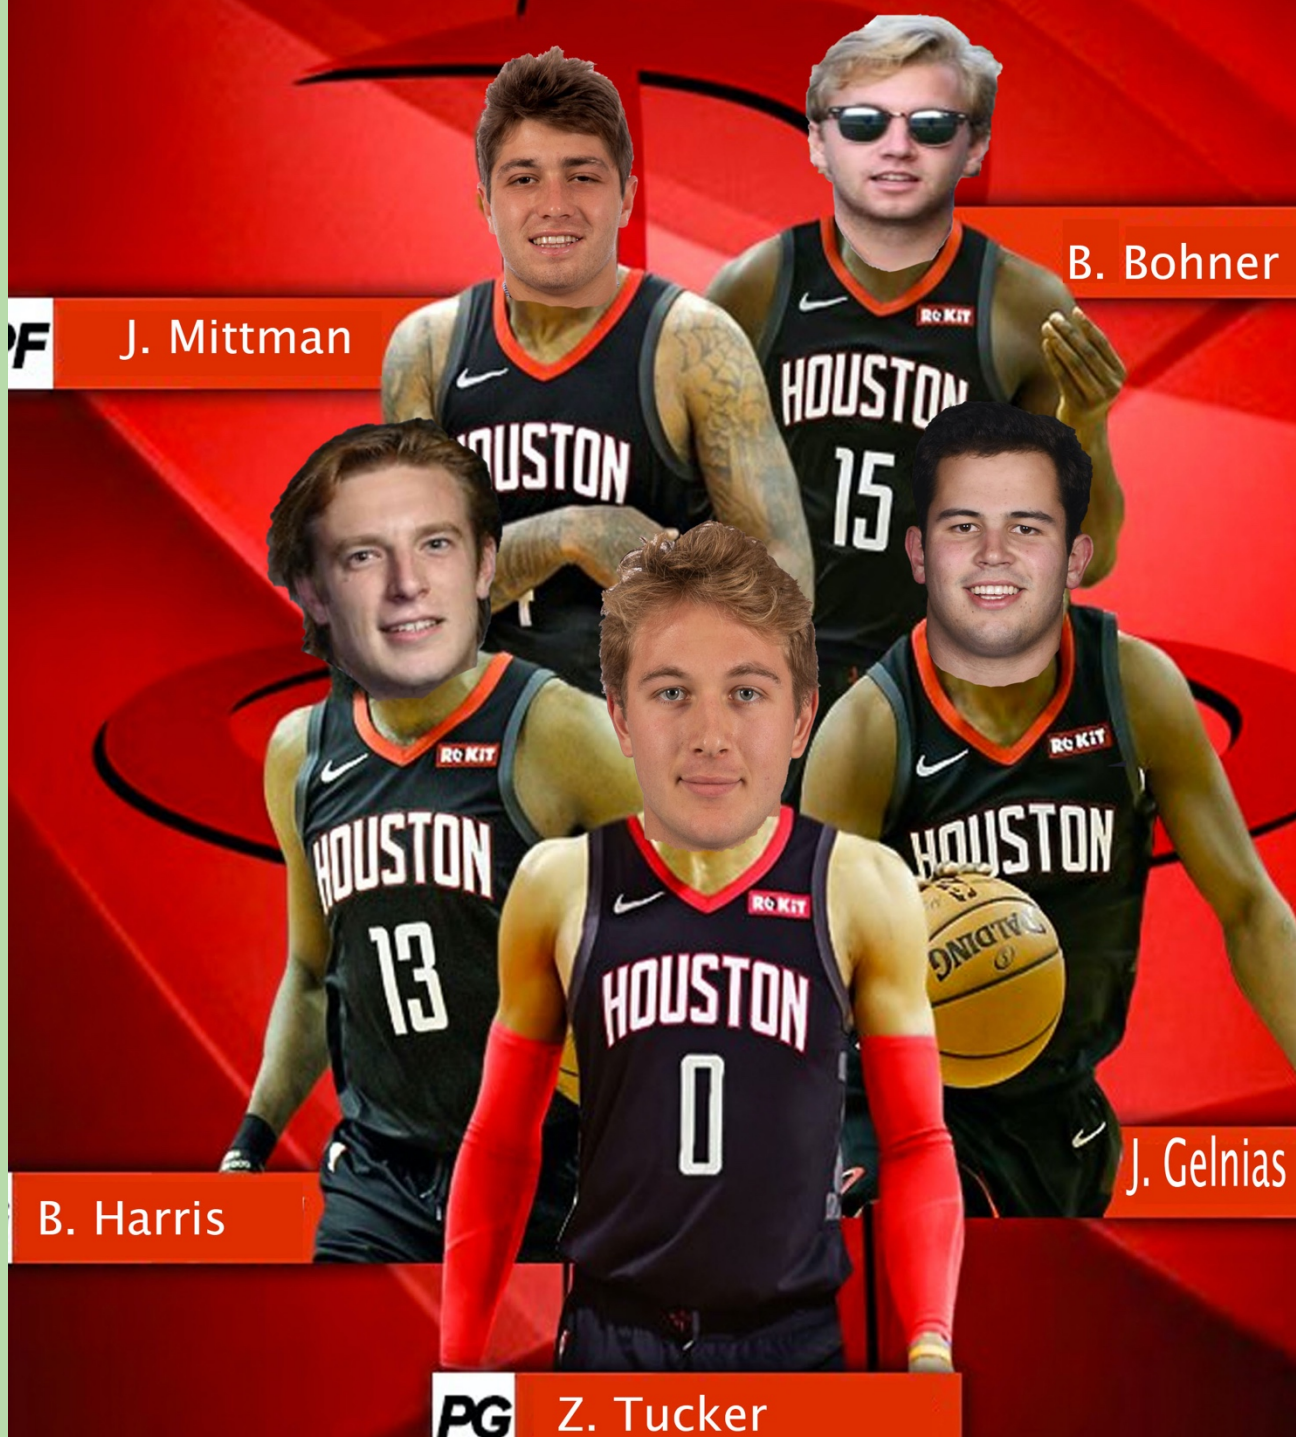 B. Bohner
J. Mittman
ROKiT
HOUSTON
HOUSTON
15
ROKiT
ROKiT
HOUSTON
HOUSTON
13
SPALDING
ROKiT
HOUSTON
0
J. Gelnias
B. Harris
PG
Z. Tucker